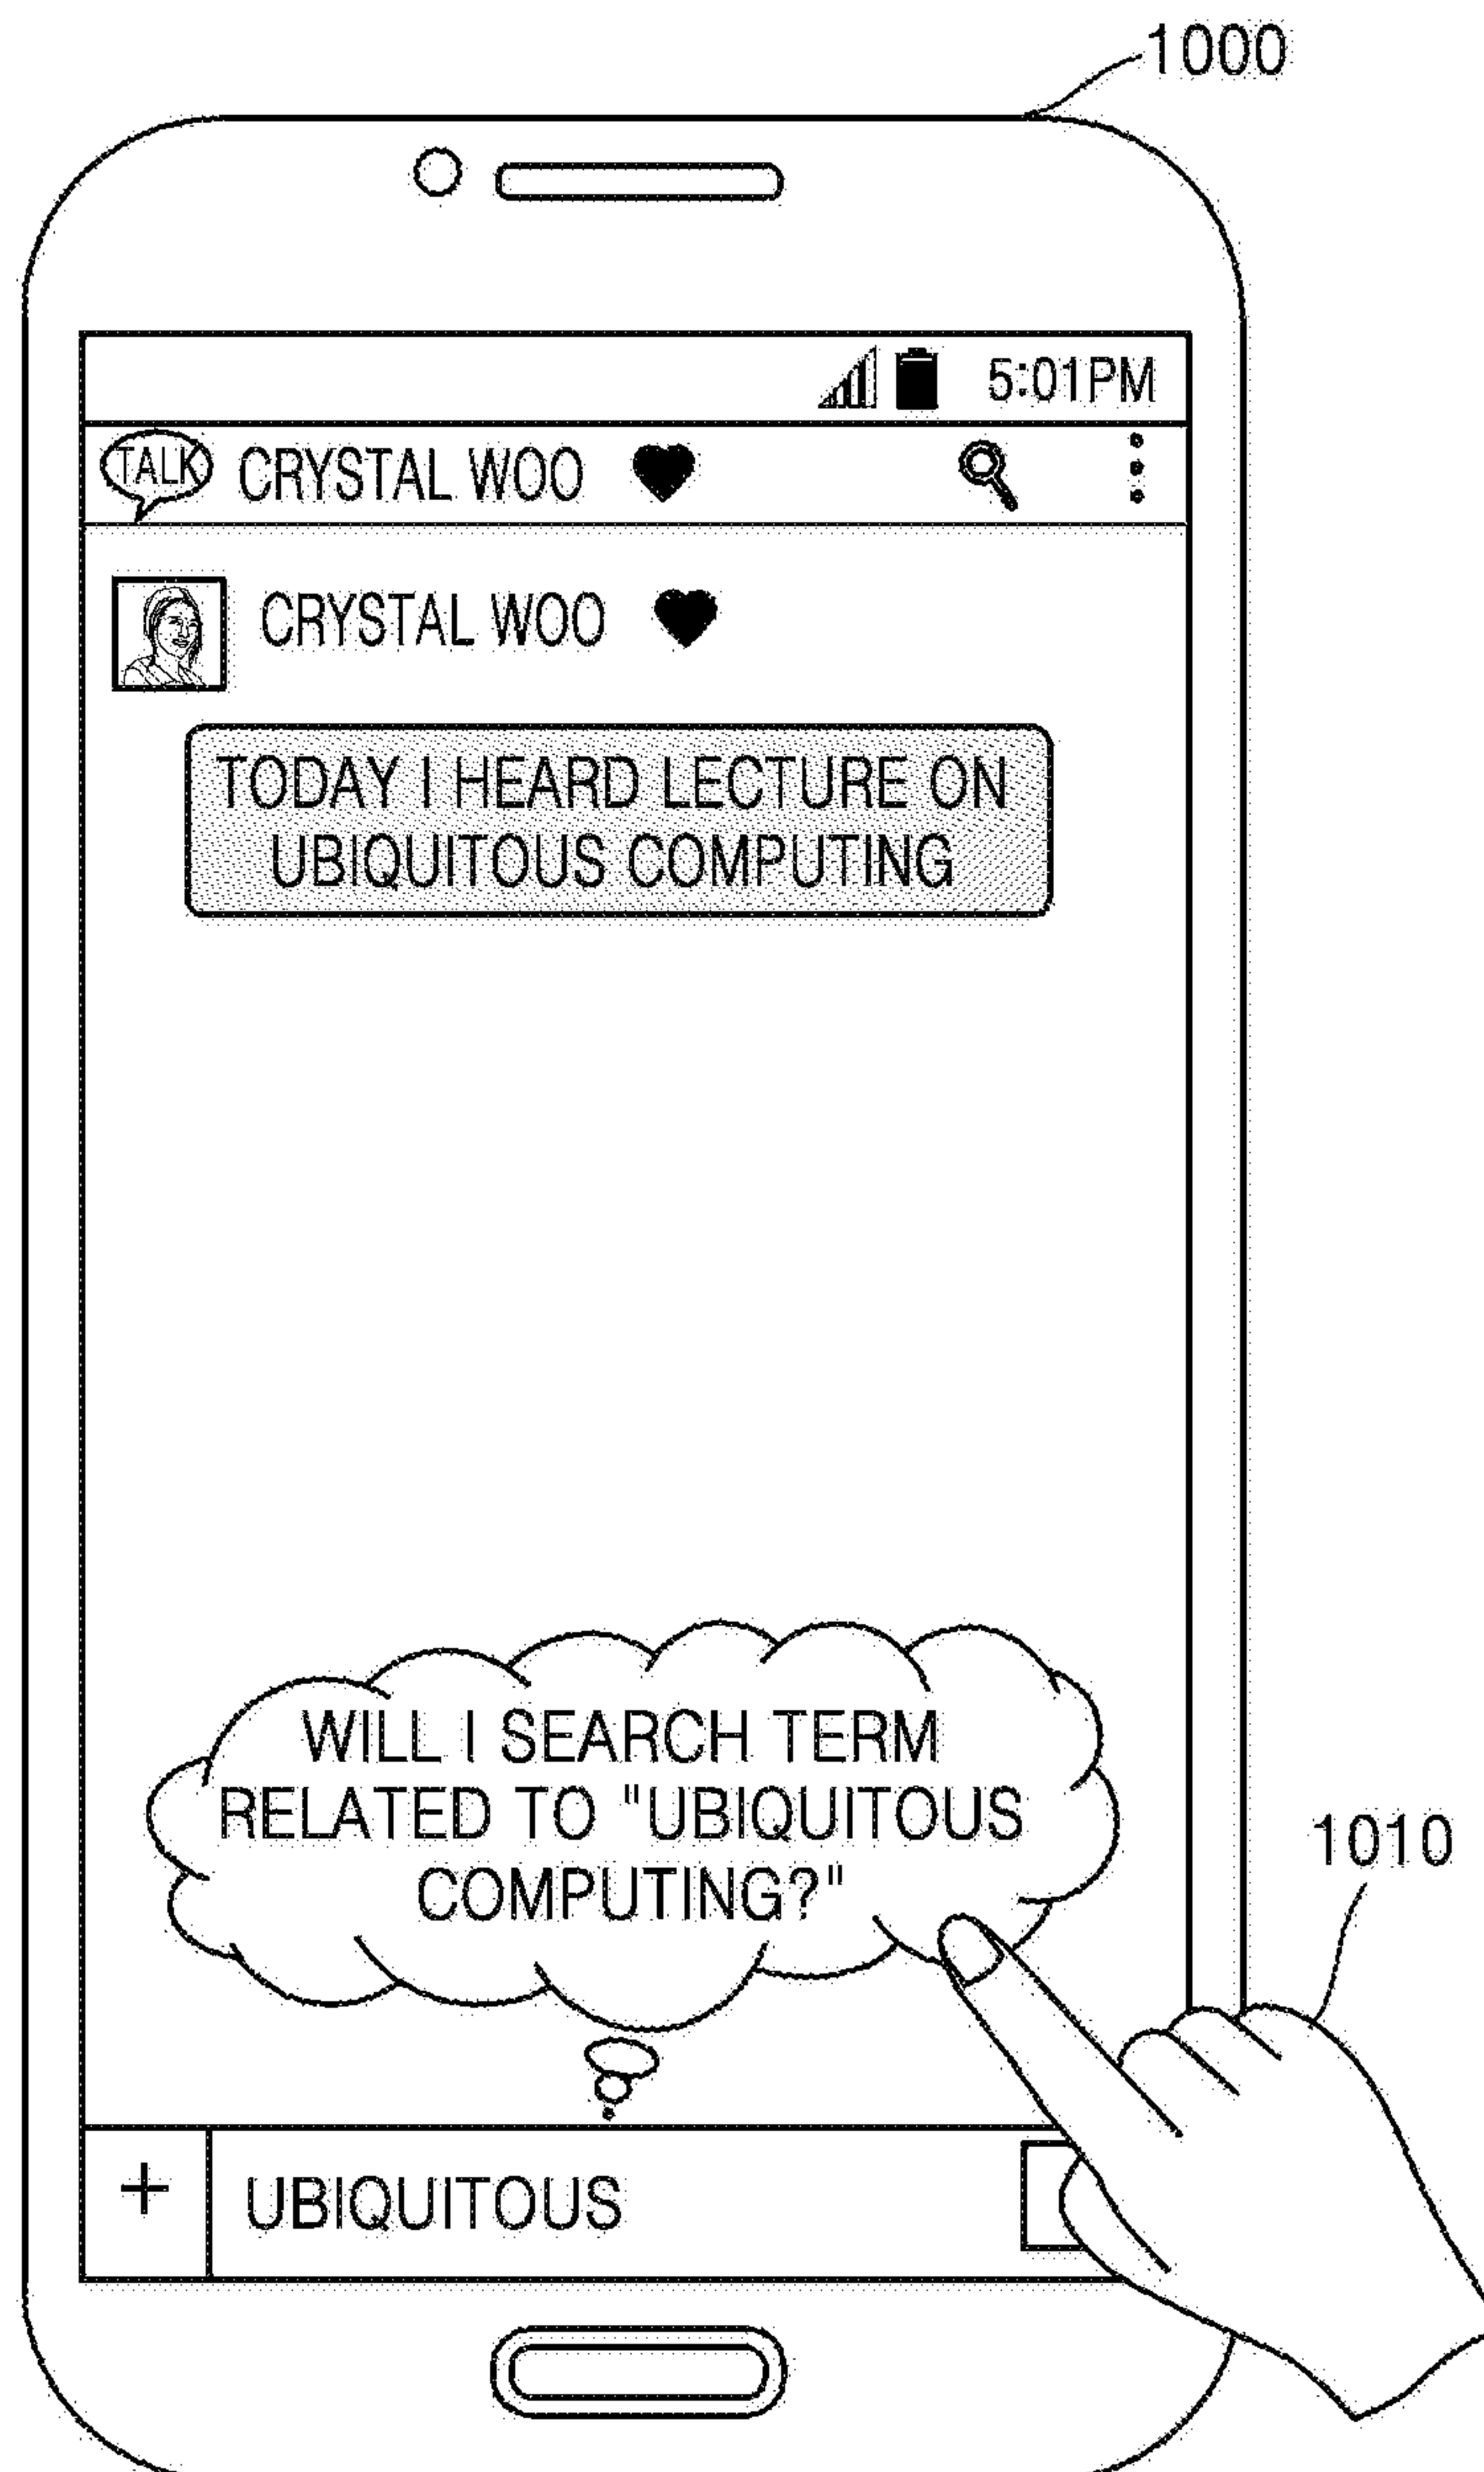 1000
5:01PM
TALK CRYSTAL WOO
CRYSTAL WOO
TODAY I HEARD LECTURE ON
UBIQUITOUS COMPUTING
WILL I SEARCH TERM
RELATED TO "UBIQUITOUS
COMPUTING?"
1010
+ UBIQUITOUS